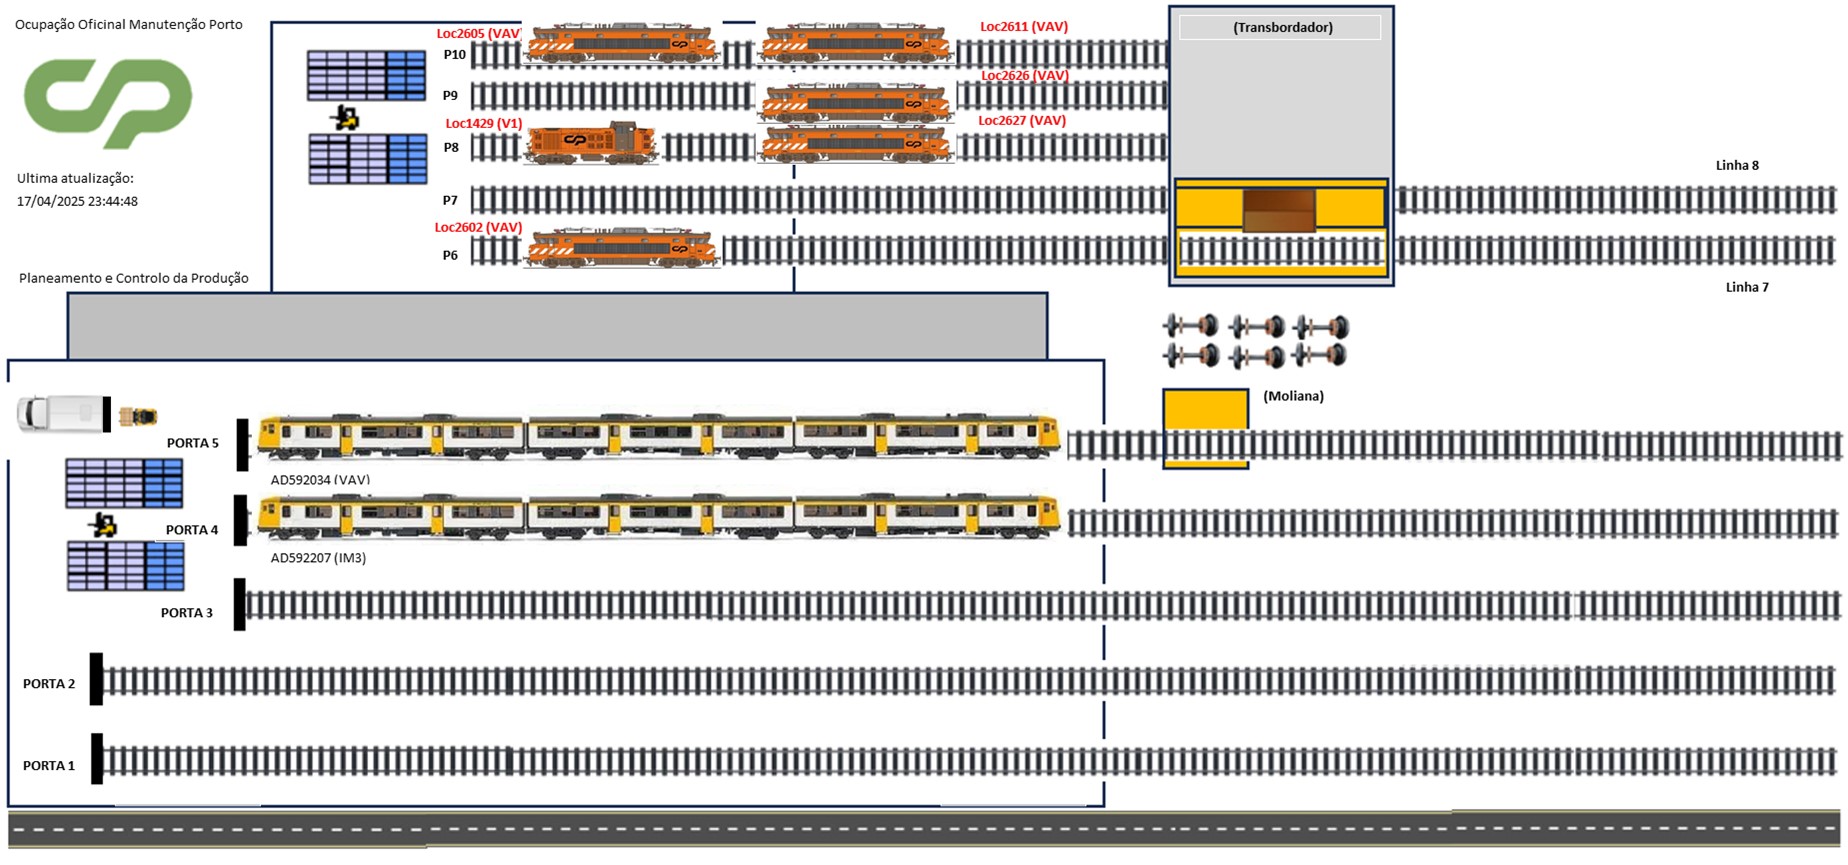 Ocupação Oficinal Manutenção Porto
Ultima atualização:
17/04/2025 23:44:48
Planeamento e Controlo da Produção
Loc2605 (VAV)
Loc2611 (VAV)
P10
Loc2626 (VAV)
P9
Loc1429 (V1)
Loc2627 (VAV)
P8
P7
Loc2602 (VAV)
P6
(Transbordador)
Linha 8
Linha 7
(Moliana)
PORTA 5
AD592034 (VAV)
PORTA 4
AD592207 (IM3)
PORTA 3
PORTA 2
PORTA 1